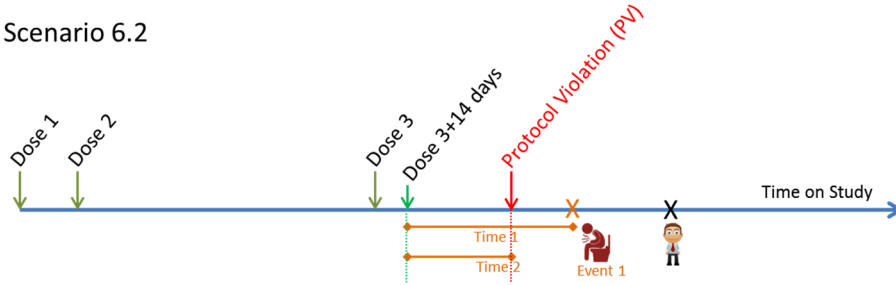 Scenario 6.2
Dose 1
Dose 2
Dose 3
Dose 3+14 days
Protocol Violation (PV)
Time on Study
X
X
Time 1
Time 2
Event 1